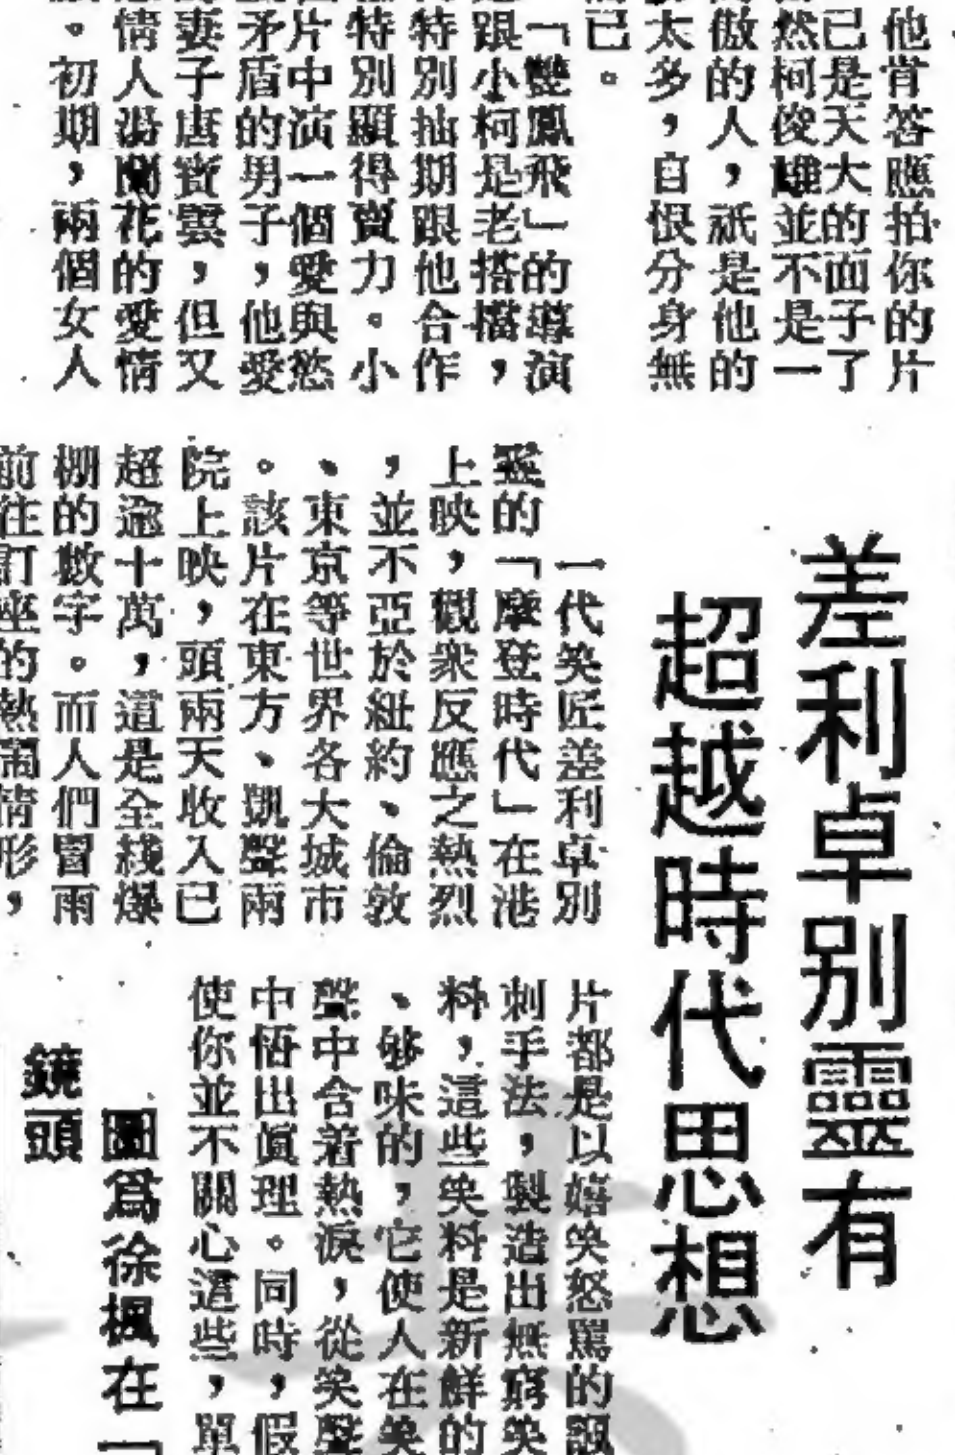 他肯答應拍你的片
已是天大的面子了
然柯俊雄並不是一
傲的人，祇是他的
太多，自恨分身無
已。
「艷鳳飛」的導演
跟小柯是老搭檔，
特別抽期跟他合作
特別顯得賣力。小
片中演一個愛與慾
矛盾的男子，他愛
妻子唐寶雲，但又
情人湯蘭花的愛情
。初期，兩個女人
差利卓別靈有
超越時代思想
一代笑匠差利卓別
靈的「摩登時代」在港
上映，觀衆反應之熱烈
，並不亞於紐約、倫敦
、東京等世界各大城市
。該片在東方、凱聲兩
院上映，頭兩天收入已
超逾十萬，這是全綫爆
棚的數字。而人們冒雨
前往訂座的熱鬧情形，
片都是以嬉笑怒罵的諷
刺手法，製造出無窮笑
料，這些笑料是新鮮的
、够味的，它使人在笑
聲中含着熱淚，從笑聲
中悟出眞理。同時，假
使你並不關心這些，單
圖爲徐楓在「
鏡頭